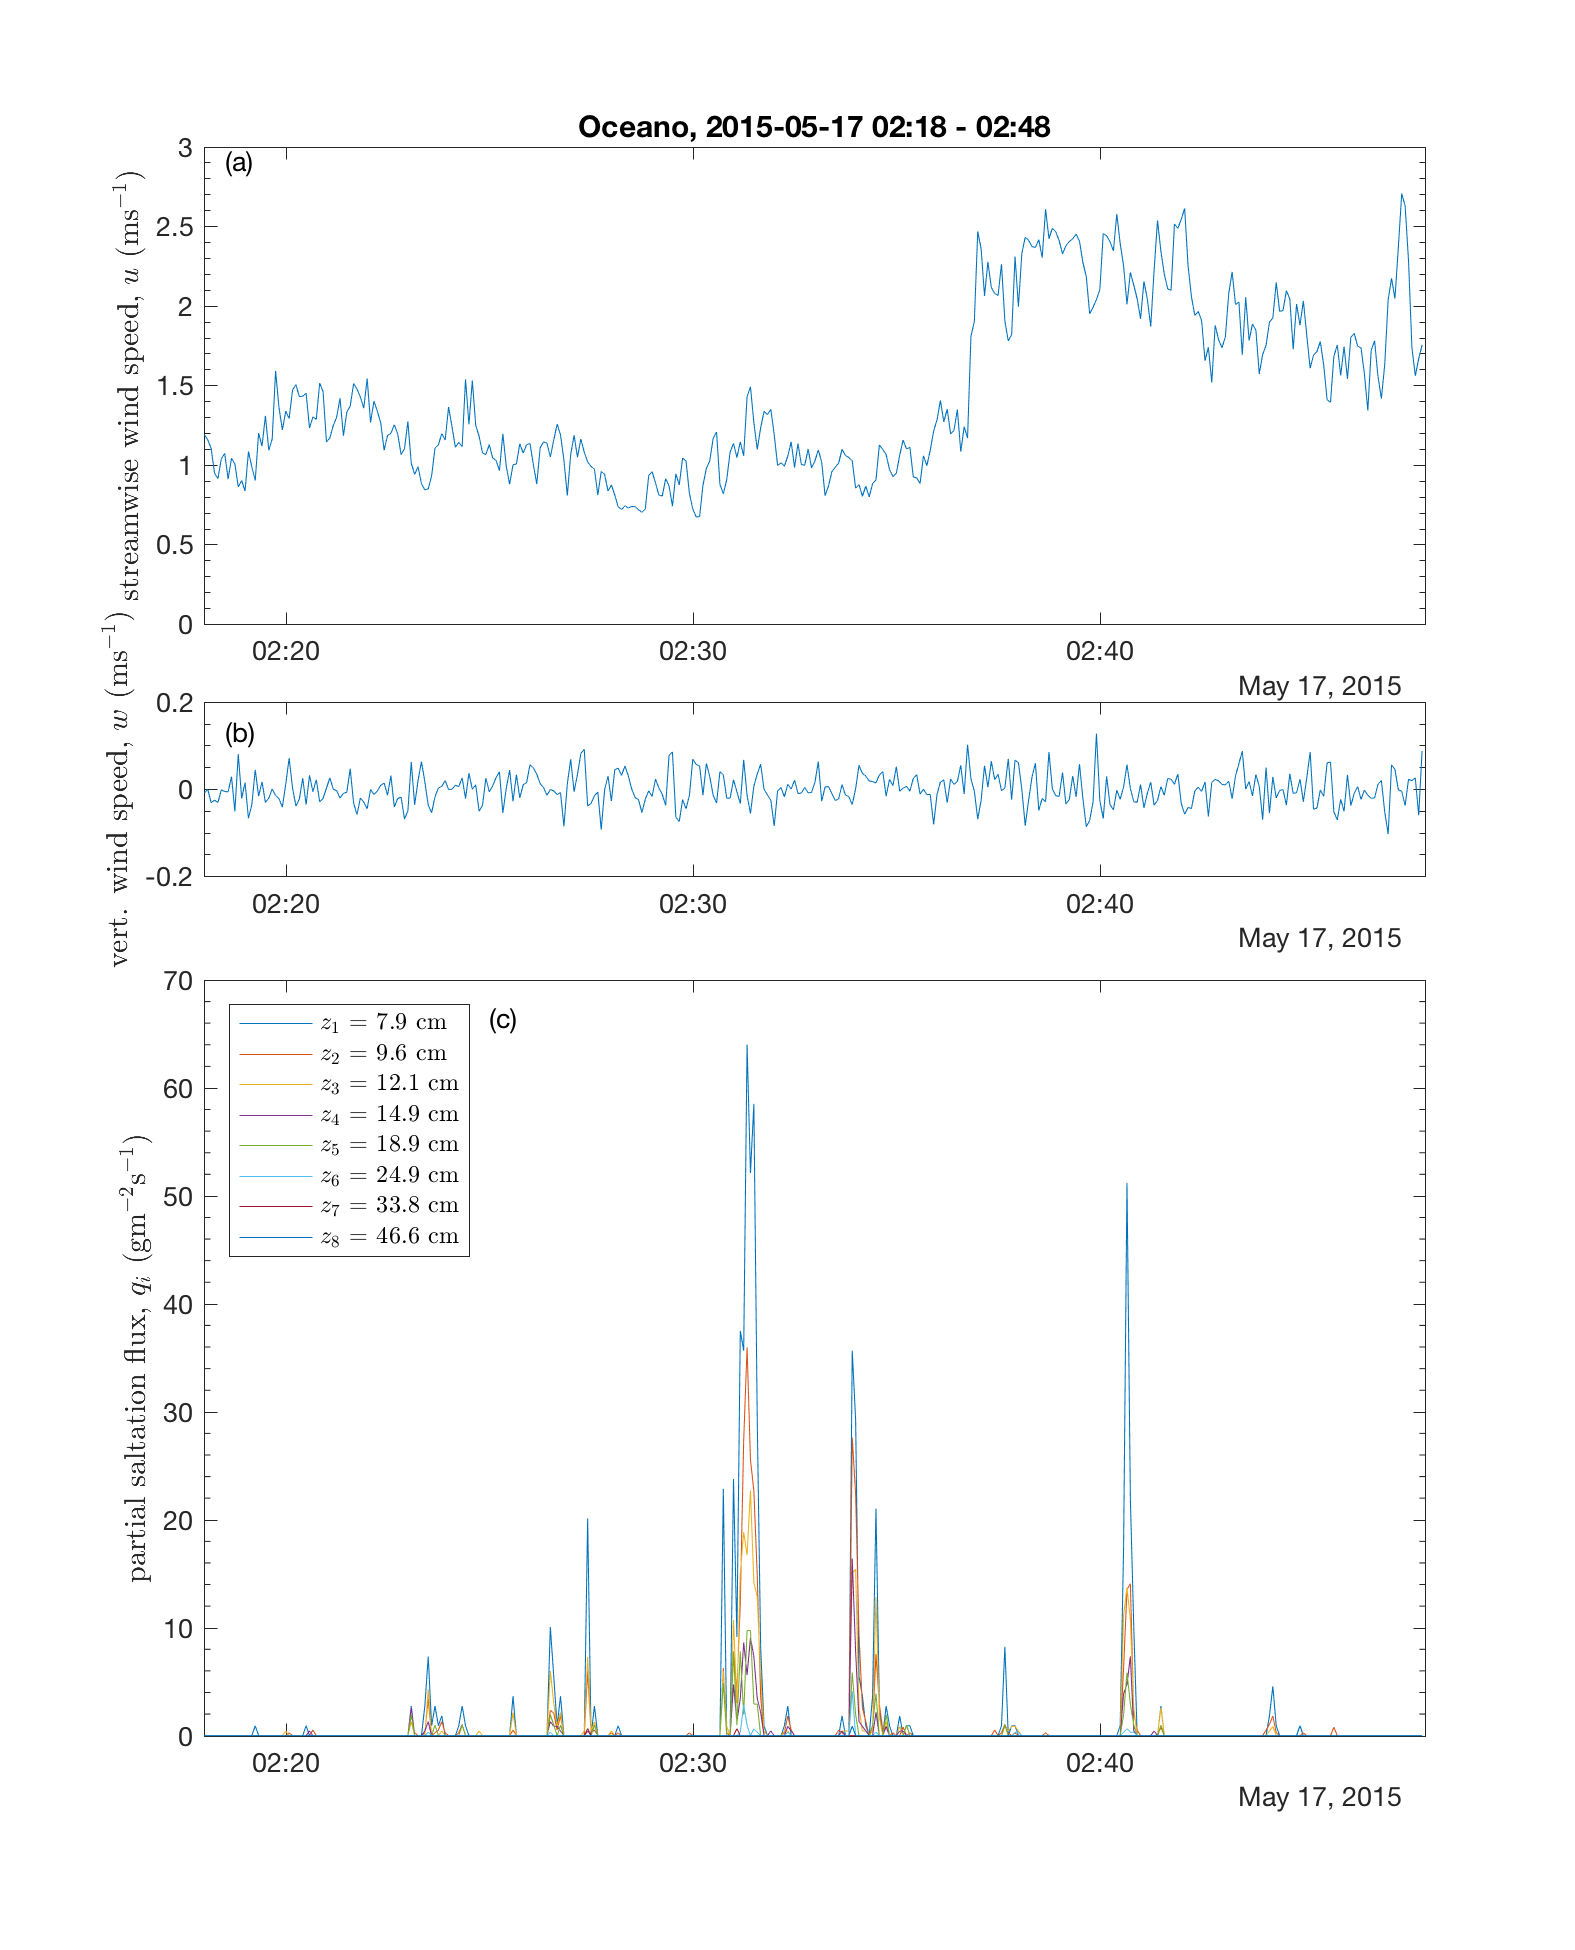 Oceano, 2015-05-17 02:18 - 02:48
(a)
streamwise wind speed, u (ms⁻¹)
3
2.5
2
1.5
1
0.5
0
02:20 02:30 02:40
May 17, 2015
(b)
vert. wind speed, w (ms⁻¹)
0.2
0
-0.2
02:20 02:30 02:40
May 17, 2015
(c)
partial saltation flux, qᵢ (gm⁻²s⁻¹)
70
60
50
40
30
20
10
0
z₁ = 7.9 cm
z₂ = 9.6 cm
z₃ = 12.1 cm
z₄ = 14.9 cm
z₅ = 18.9 cm
z₆ = 24.9 cm
z₇ = 33.8 cm
z₈ = 46.6 cm
02:20 02:30 02:40
May 17, 2015